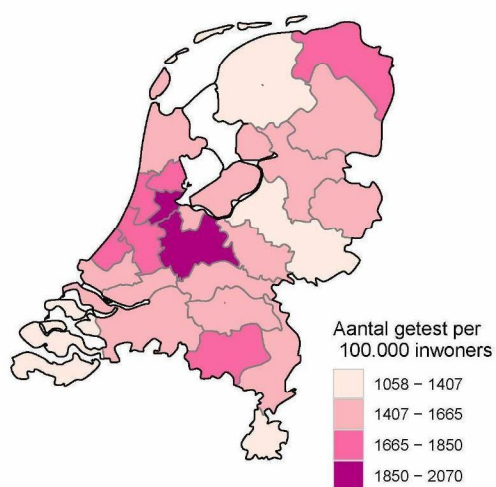 Aantal getest per
100.000 inwoners
1058 − 1407
1407 − 1665
1665 − 1850
1850 − 2070